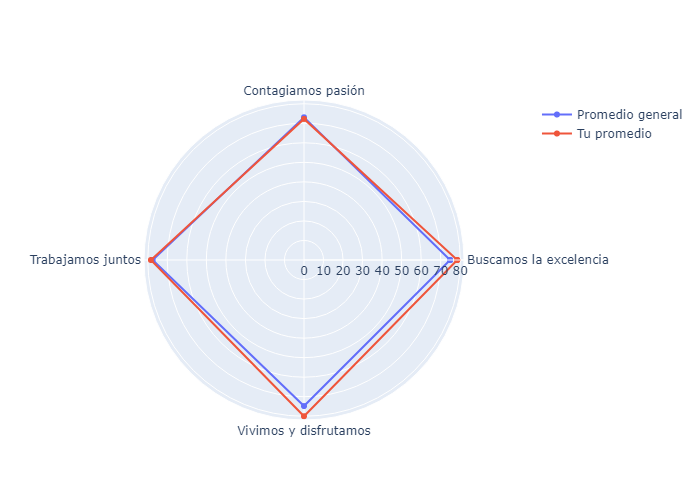 Contagiamos pasión
Promedio general
Tu promedio
Trabajamos juntos
Buscamos la excelencia
0 10 20 30 40 50 60 70 80
Vivimos y disfrutamos